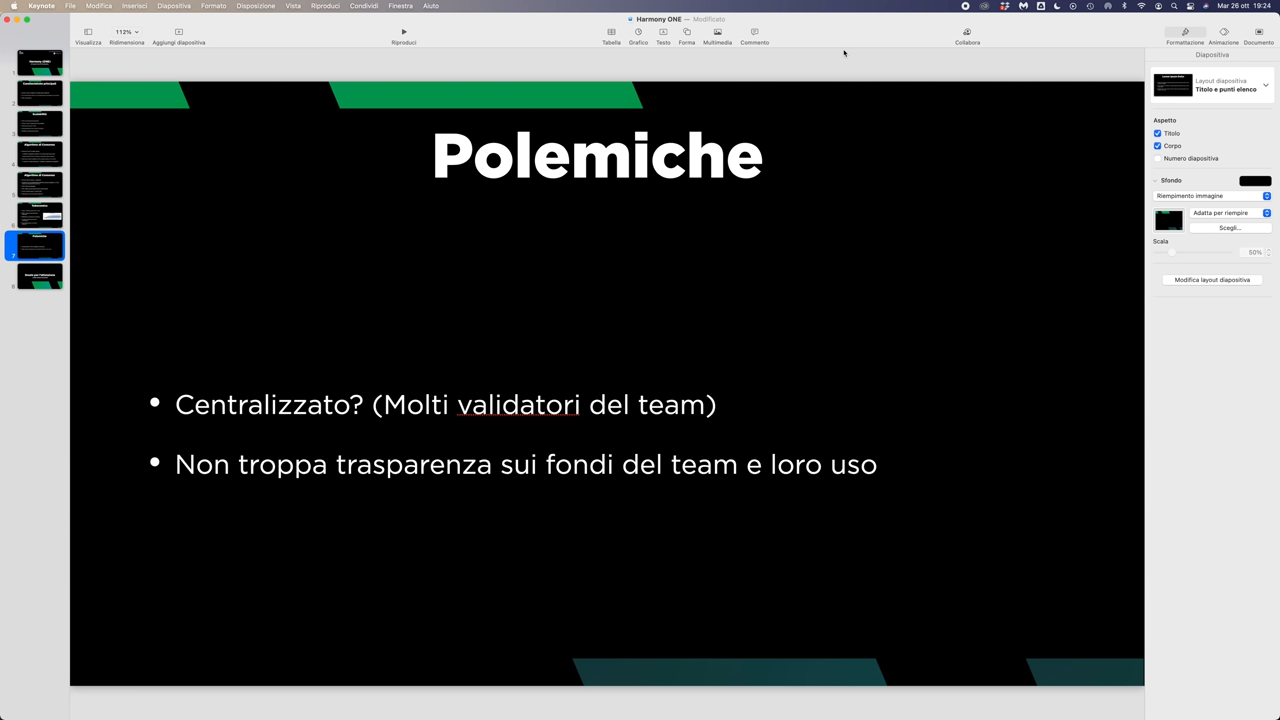 Keynote File Modifica Inserisci Diapositiva Formato Disposizione Vista Riproduci Condividi Finestra Aiuto Mar 26 ott 19:24
Harmony ONE — Modificato
112%
Visualizza Ridimensiona Aggiungi diapositiva Riproduci Tabella Grafico Testo Forma Multimedia Commento Collabora Formattazione Animazione Documento
Diapositiva
Layout diapositiva
Titolo e punti elenco
Aspetto
Titolo
Corpo
Numero diapositiva
Sfondo
Riempimento immagine
Adatta per riempire
Scegli...
Scala
50%
Modifica layout diapositiva
Polemiche
• Centralizzato? (Molti validatori del team)
• Non troppa trasparenza sui fondi del team e loro uso